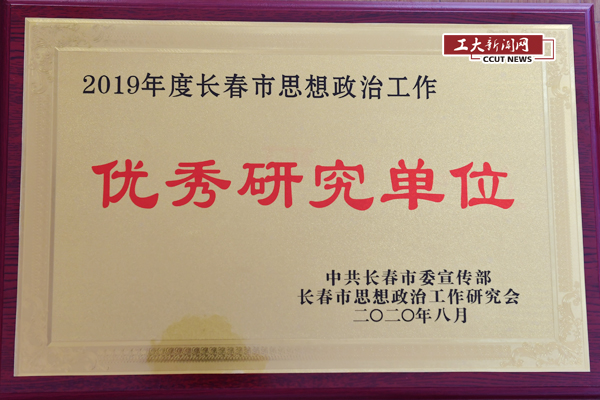 工大新闻网
CCUT NEWS
2019年度长春市思想政治工作
优秀研究单位
中共长春市委宣传部
长春市思想政治工作研究会
二〇二〇年八月